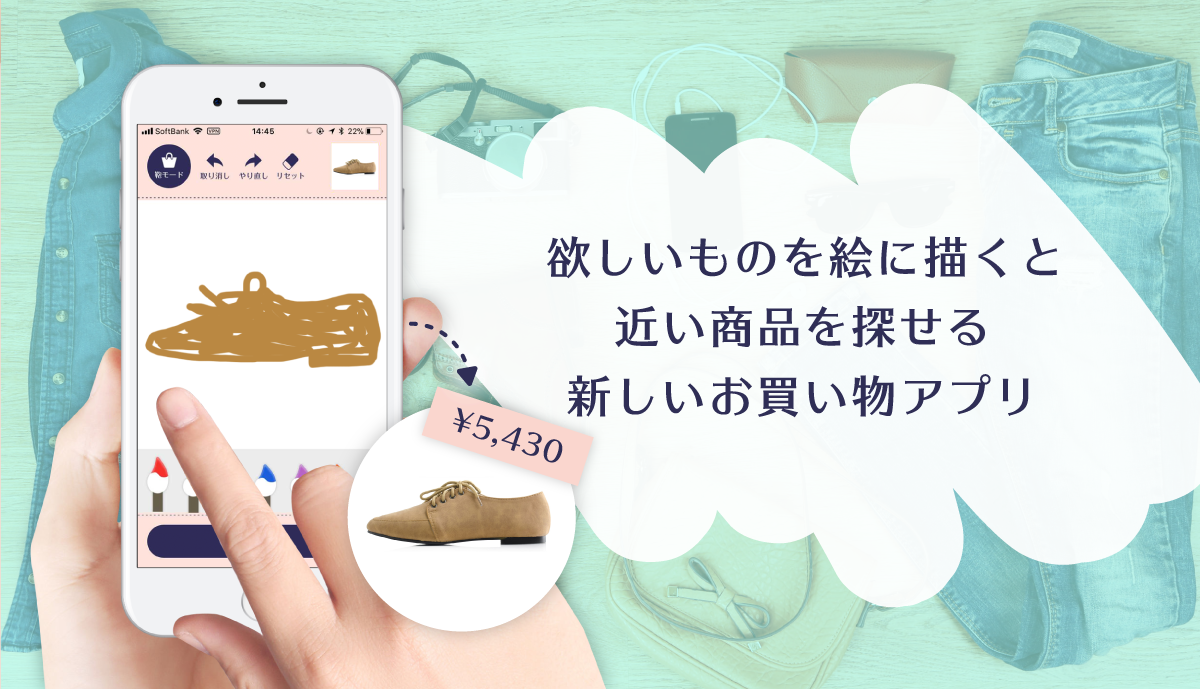 SoftBank VPN 14:45 22%
鞄モード 取り消し やり直し リセット
欲しいものを絵に描くと
近い商品を探せる
新しいお買い物アプリ
¥5,430